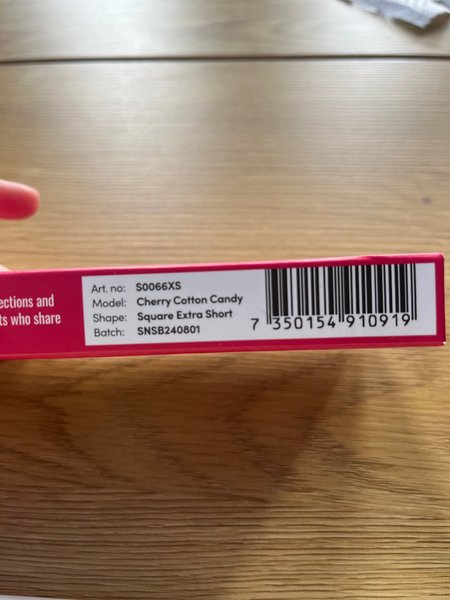 ections and
ts who share
Art. no: S0066XS
Model: Cherry Cotton Candy
Shape: Square Extra Short
Batch: SNSB240801
7 350154 910919